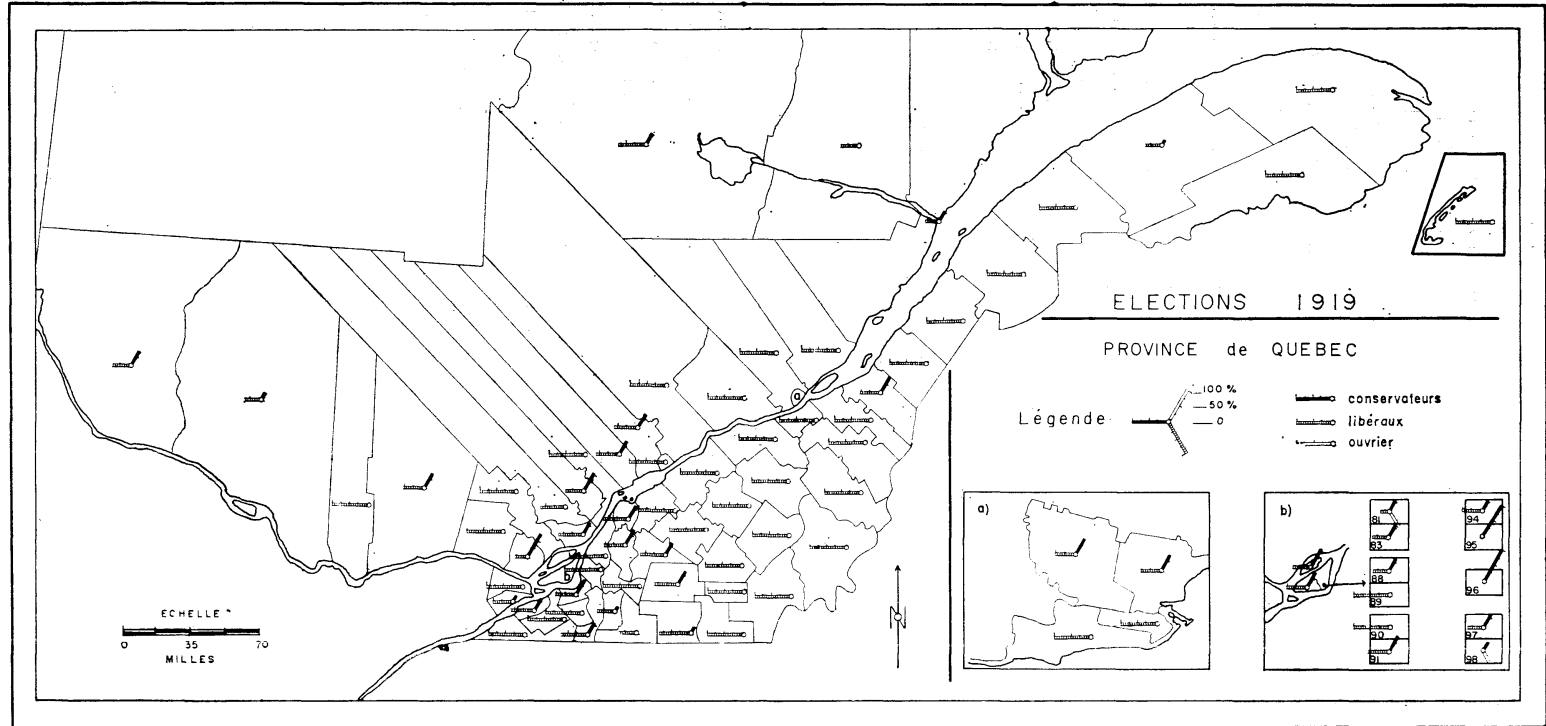 ELECTIONS 1919
PROVINCE de QUEBEC
Légende
100 %
50 %
0
conservateurs
libéraux
ouvrier
a
b
ECHELLE
0 35 70
MILLES
N
a)
b)
81
83
88
89
90
91
94
95
96
97
98